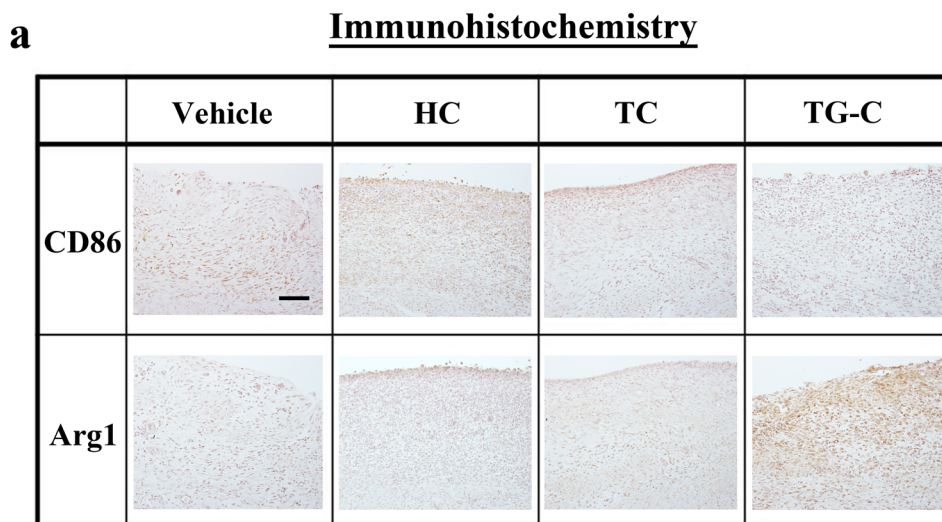 a
Immunohistochemistry
Vehicle HC TC TG-C
CD86
Arg1